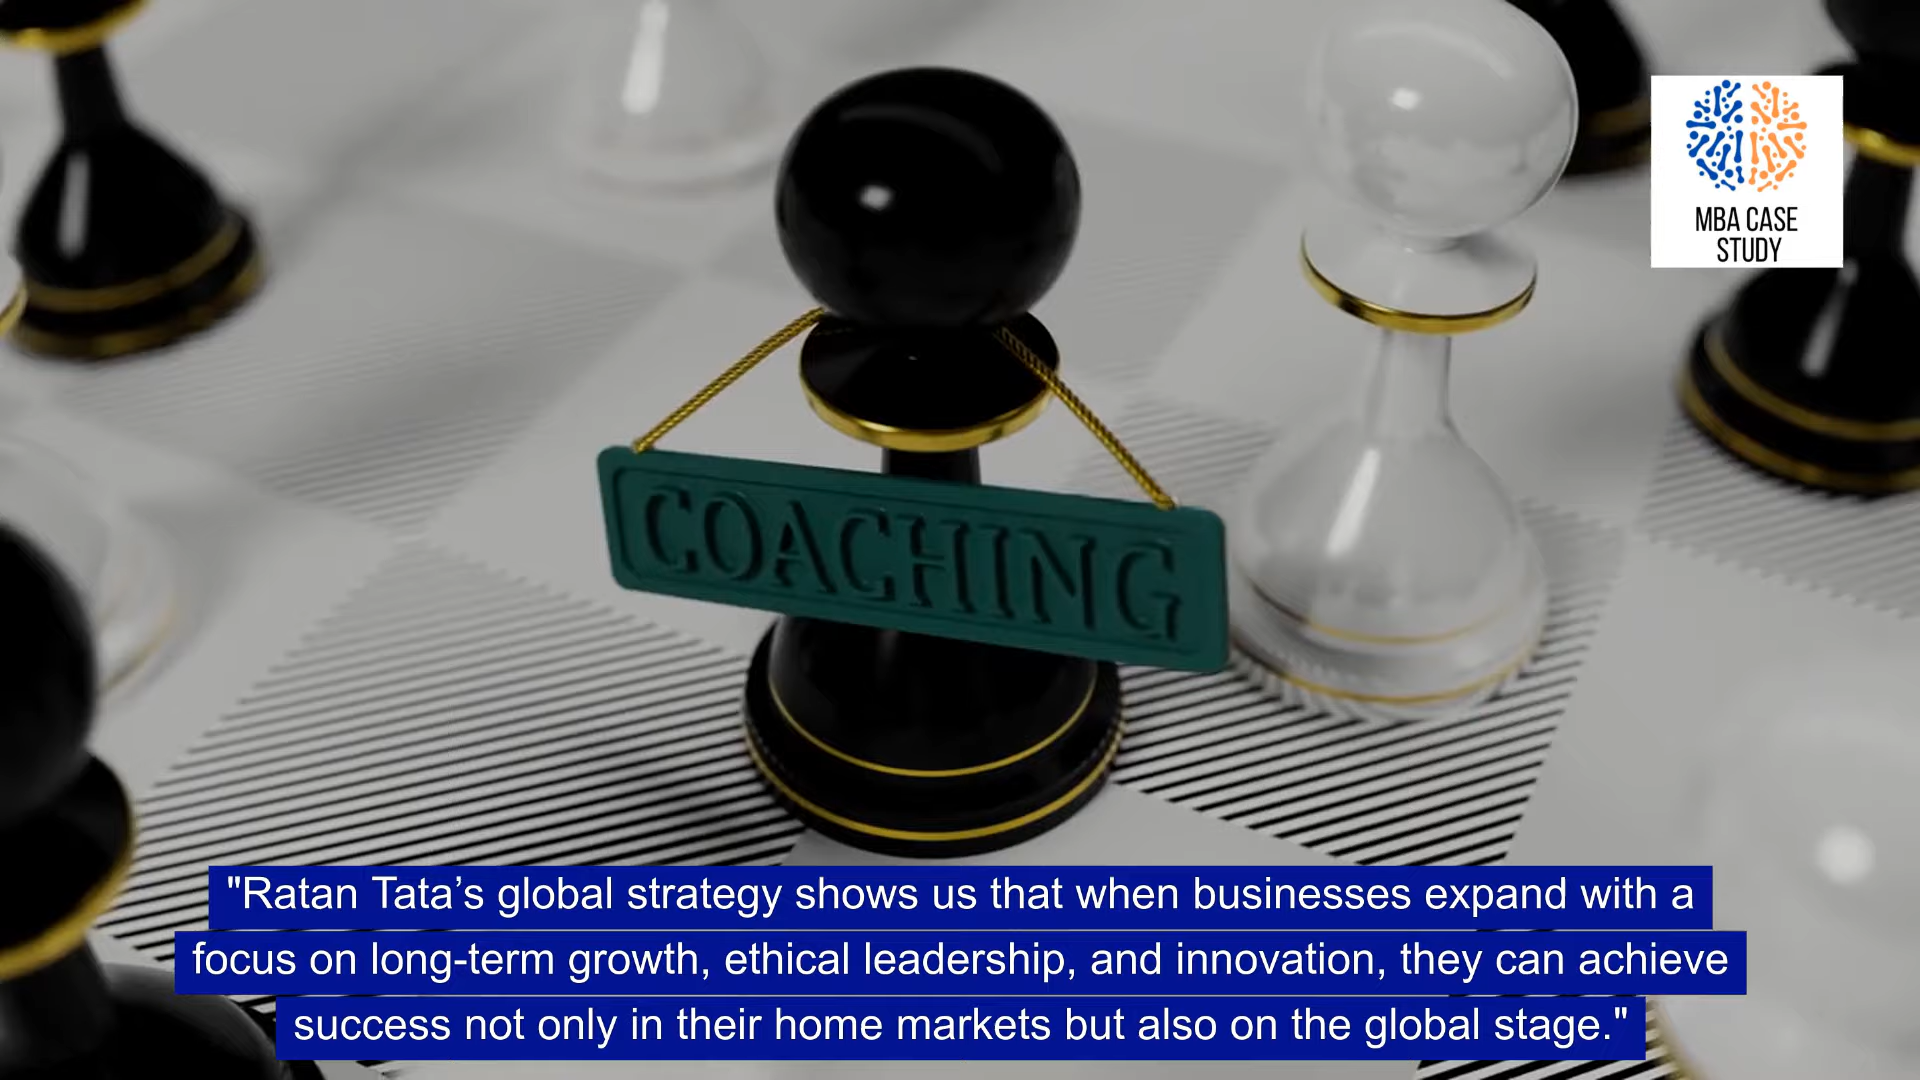 MBA CASE
STUDY
COACHING
"Ratan Tata’s global strategy shows us that when businesses expand with a
focus on long-term growth, ethical leadership, and innovation, they can achieve
success not only in their home markets but also on the global stage."